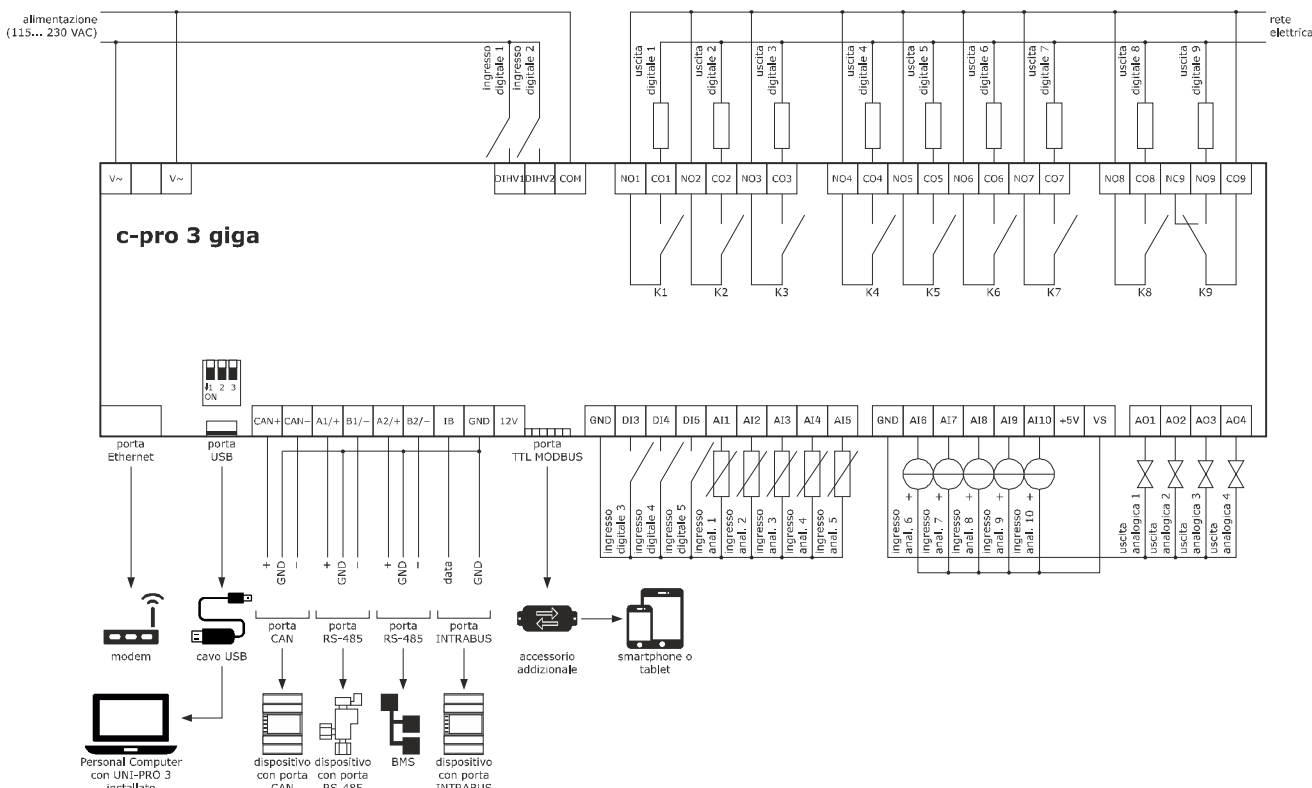 alimentazione
(115... 230 VAC)
rete
elettrica
ingresso
digitale 1
ingresso
digitale 2
uscita
digitale 1
uscita
digitale 2
uscita
digitale 3
uscita
digitale 4
uscita
digitale 5
uscita
digitale 6
uscita
digitale 7
uscita
digitale 8
uscita
digitale 9
V~ V~ DIHV1 DIHV2 COM NO1 CO1 NO2 CO2 NO3 CO3 NO4 CO4 NO5 CO5 NO6 CO6 NO7 CO7 NO8 CO8 NC9 NO9 CO9
c-pro 3 giga
K1 K2 K3 K4 K5 K6 K7 K8 K9
1 2 3
ON
CAN+ CAN- A1/+ B1/- A2/+ B2/- IB GND 12V GND DI3 DI4 DI5 AI1 AI2 AI3 AI4 AI5 GND AI6 AI7 AI8 AI9 AI10 +5V VS AO1 AO2 AO3 AO4
porta
Ethernet
porta
USB
porta
TTL MODBUS
+ GND - + GND - + GND - data GND
ingresso
digitale 3
ingresso
digitale 4
ingresso
digitale 5
ingresso
anal. 1
ingresso
anal. 2
ingresso
anal. 3
ingresso
anal. 4
ingresso
anal. 5
+ + + + +
ingresso
anal. 6
ingresso
anal. 7
ingresso
anal. 8
ingresso
anal. 9
ingresso
anal. 10
uscita
analogica 1
uscita
analogica 2
uscita
analogica 3
uscita
analogica 4
porta
CAN
porta
RS-485
porta
RS-485
porta
INTRABUS
modem
cavo USB
accessorio
addizionale
smartphone o
tablet
Personal Computer
con UNI-PRO 3
installato
dispositivo
con porta
CAN
dispositivo
con porta
RS-485
BMS
dispositivo
con porta
INTRABUS